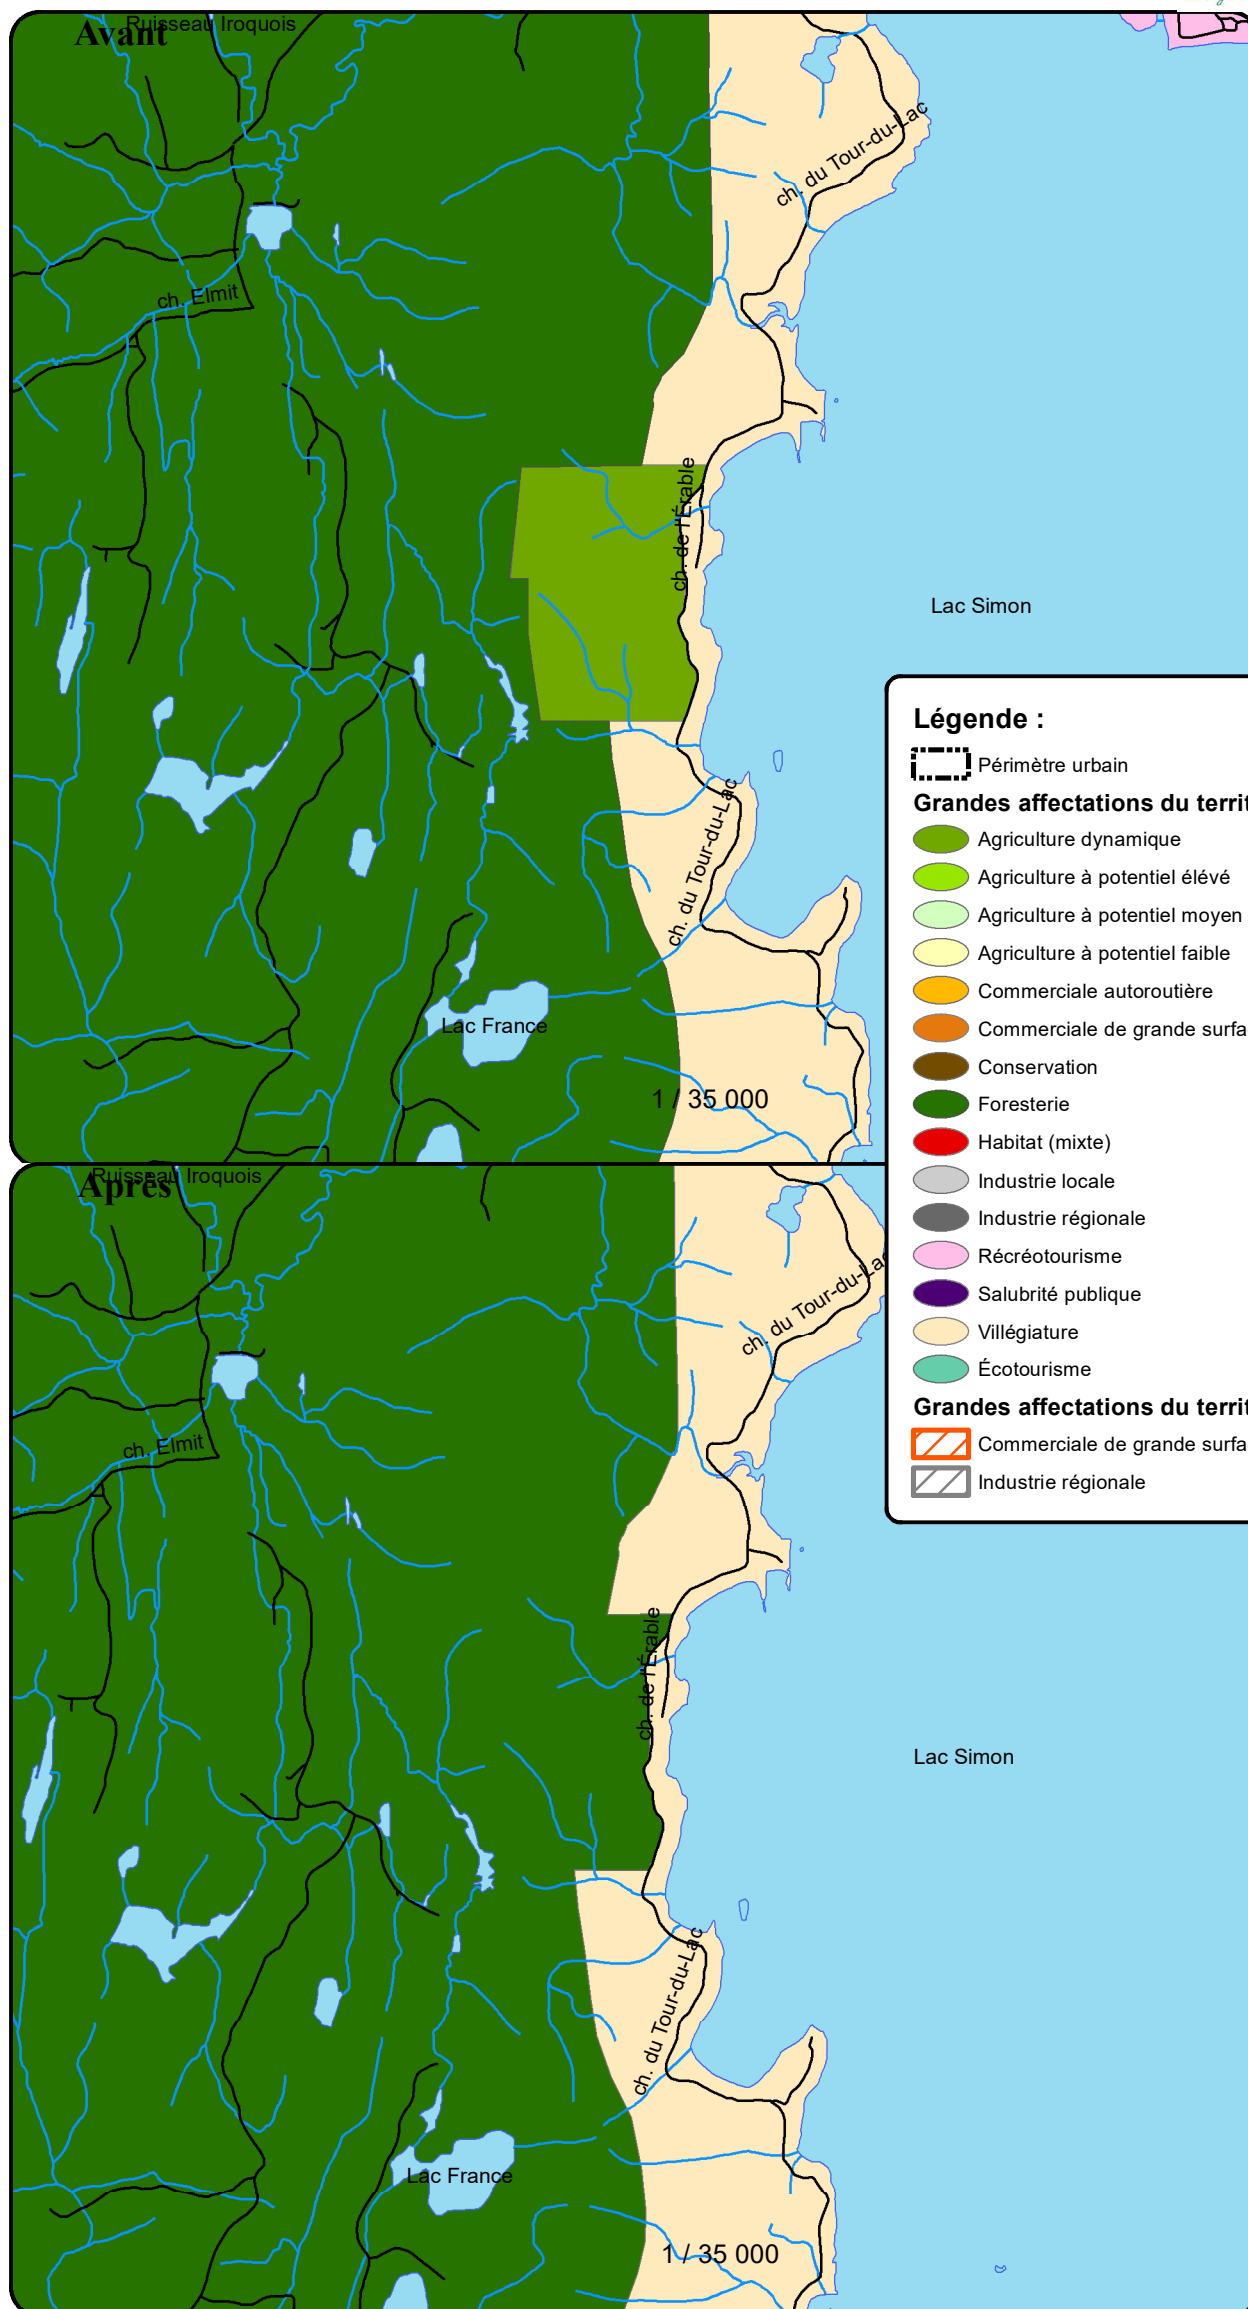 Ruisseau Iroquois
Avant
ch. du Tour-du-Lac
ch. Elmit
ch. de l'Érable
Lac Simon
ch. du Tour-du-Lac
Lac France
1 / 35 000
Légende :
Périmètre urbain
Grandes affectations du territ
Agriculture dynamique
Agriculture à potentiel élévé
Agriculture à potentiel moyen
Agriculture à potentiel faible
Commerciale autoroutière
Commerciale de grande surfa
Conservation
Foresterie
Habitat (mixte)
Industrie locale
Industrie régionale
Récréotourisme
Salubrité publique
Villégiature
Écotourisme
Grandes affectations du territ
Commerciale de grande surfa
Industrie régionale
Ruisseau Iroquois
Après
ch. du Tour-du-Lac
ch. Elmit
ch. de l'Érable
Lac Simon
ch. du Tour-du-Lac
Lac France
1 / 35 000